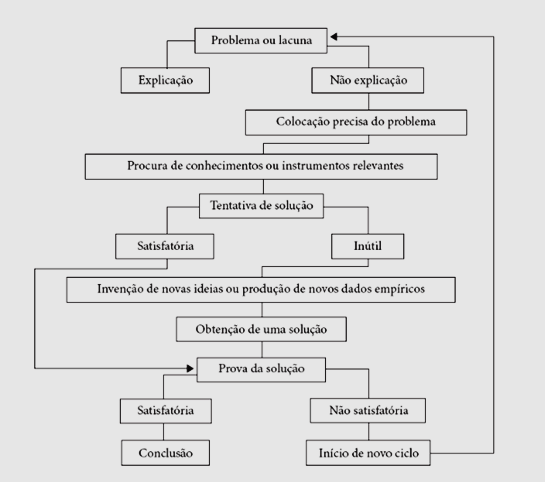 Problema ou lacuna
Explicação
Não explicação
Colocação precisa do problema
Procura de conhecimentos ou instrumentos relevantes
Tentativa de solução
Satisfatória
Inútil
Invenção de novas ideias ou produção de novos dados empíricos
Obtenção de uma solução
Prova da solução
Satisfatória
Não satisfatória
Conclusão
Início de novo ciclo